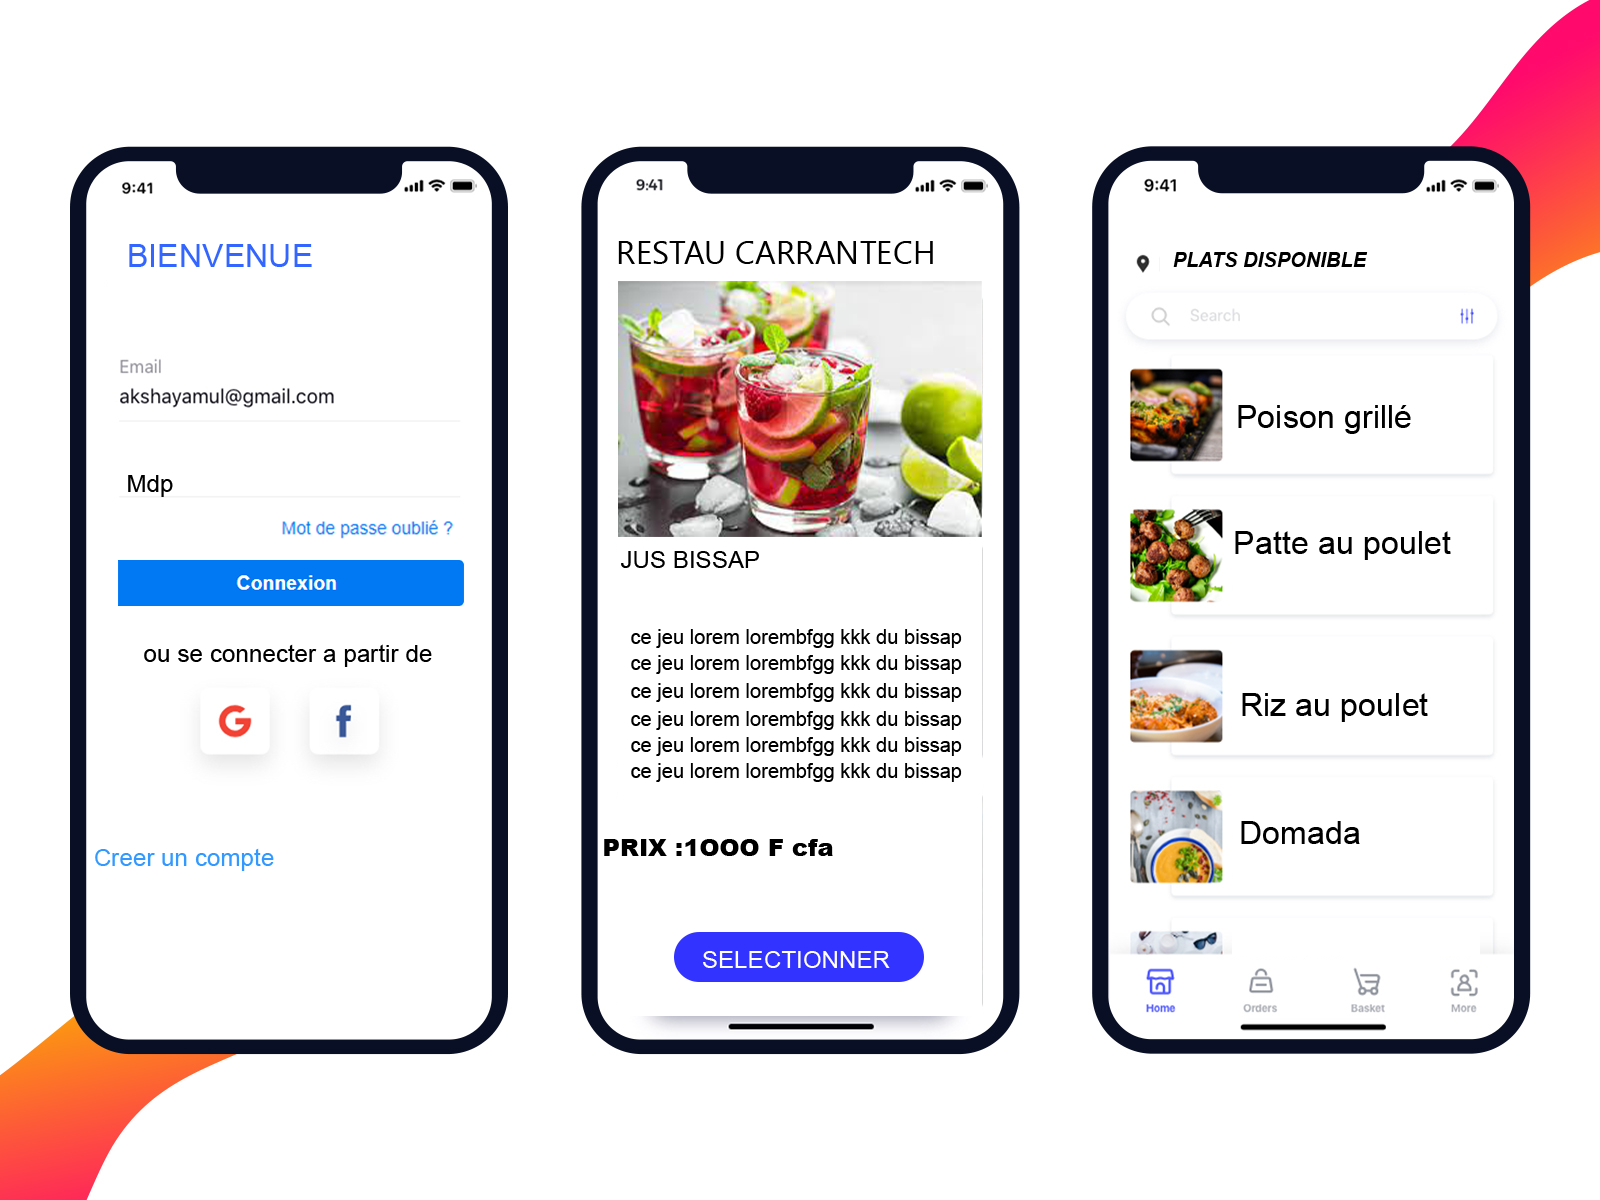 9:41
BIENVENUE
Email
akshayamul@gmail.com
Mdp
Mot de passe oublié ?
Connexion
ou se connecter a partir de
G
f
Creer un compte
9:41
RESTAU CARRANTECH
JUS BISSAP
ce jeu lorem lorembfgg kkk du bissap
ce jeu lorem lorembfgg kkk du bissap
ce jeu lorem lorembfgg kkk du bissap
ce jeu lorem lorembfgg kkk du bissap
ce jeu lorem lorembfgg kkk du bissap
ce jeu lorem lorembfgg kkk du bissap
PRIX :1000 F cfa
SELECTIONNER
9:41
PLATS DISPONIBLE
Search
Poison grillé
Patte au poulet
Riz au poulet
Domada
Home Orders Basket More